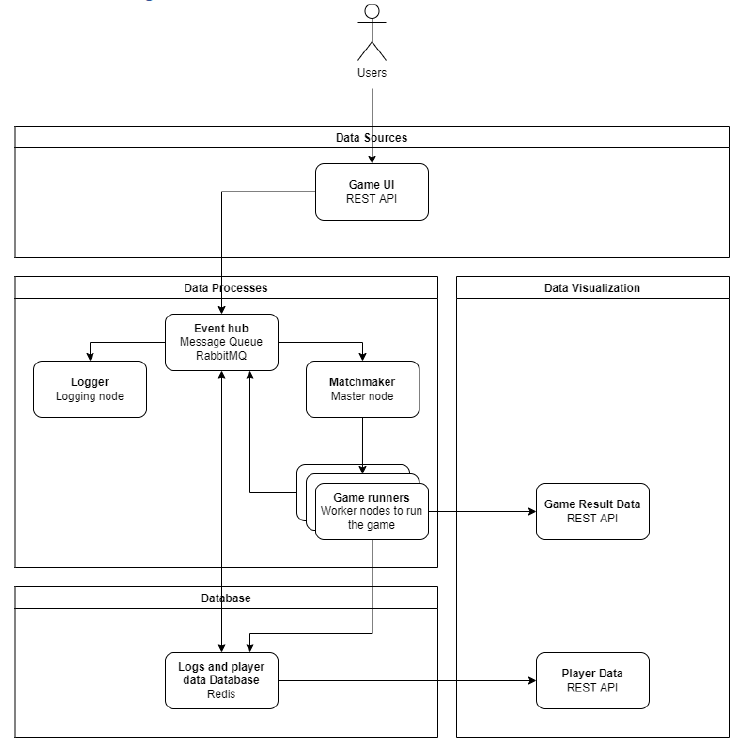 Users
Data Sources
Game UI
REST API
Data Processes
Data Visualization
Event hub
Message Queue
RabbitMQ
Logger
Logging node
Matchmaker
Master node
Game runners
Worker nodes to run
the game
Game Result Data
REST API
Database
Logs and player
data Database
Redis
Player Data
REST API